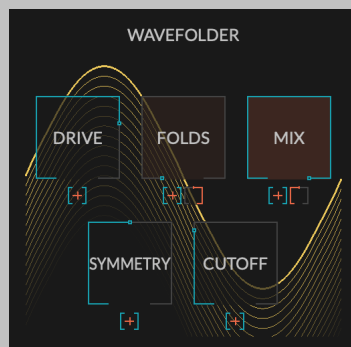 WAVEFOLDER
DRIVE FOLDS MIX
[+] [+] [+]
SYMMETRY CUTOFF
[+] [+]